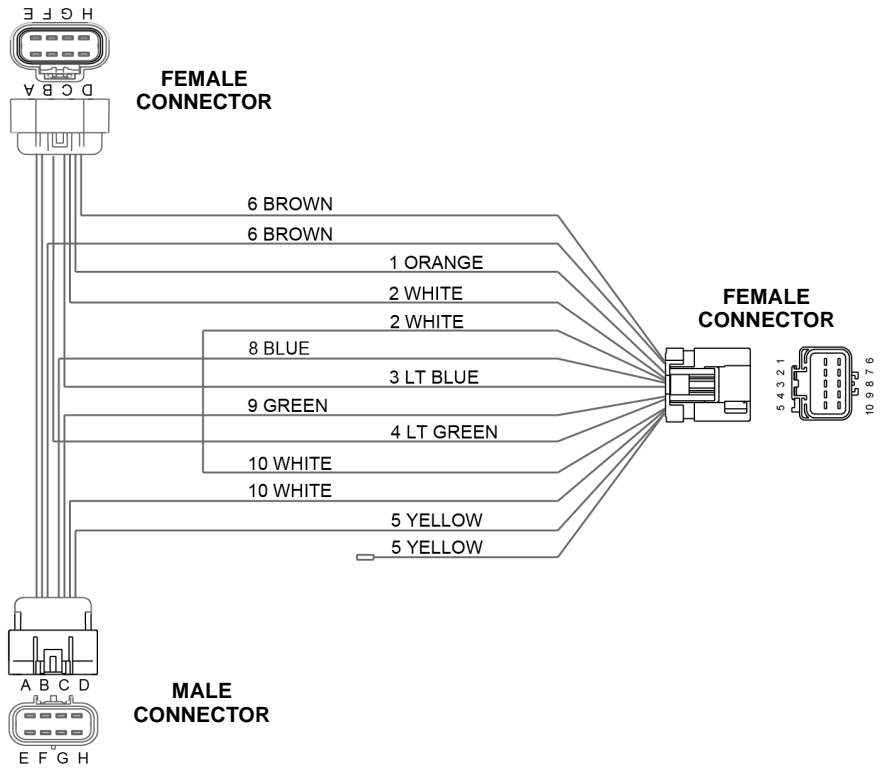 E F G H
A B C D
FEMALE
CONNECTOR
6 BROWN
6 BROWN
1 ORANGE
2 WHITE
2 WHITE
8 BLUE
3 LT BLUE
9 GREEN
4 LT GREEN
10 WHITE
10 WHITE
5 YELLOW
5 YELLOW
FEMALE
CONNECTOR
5 4 3 2 1
10 9 8 7 6
A B C D
E F G H
MALE
CONNECTOR